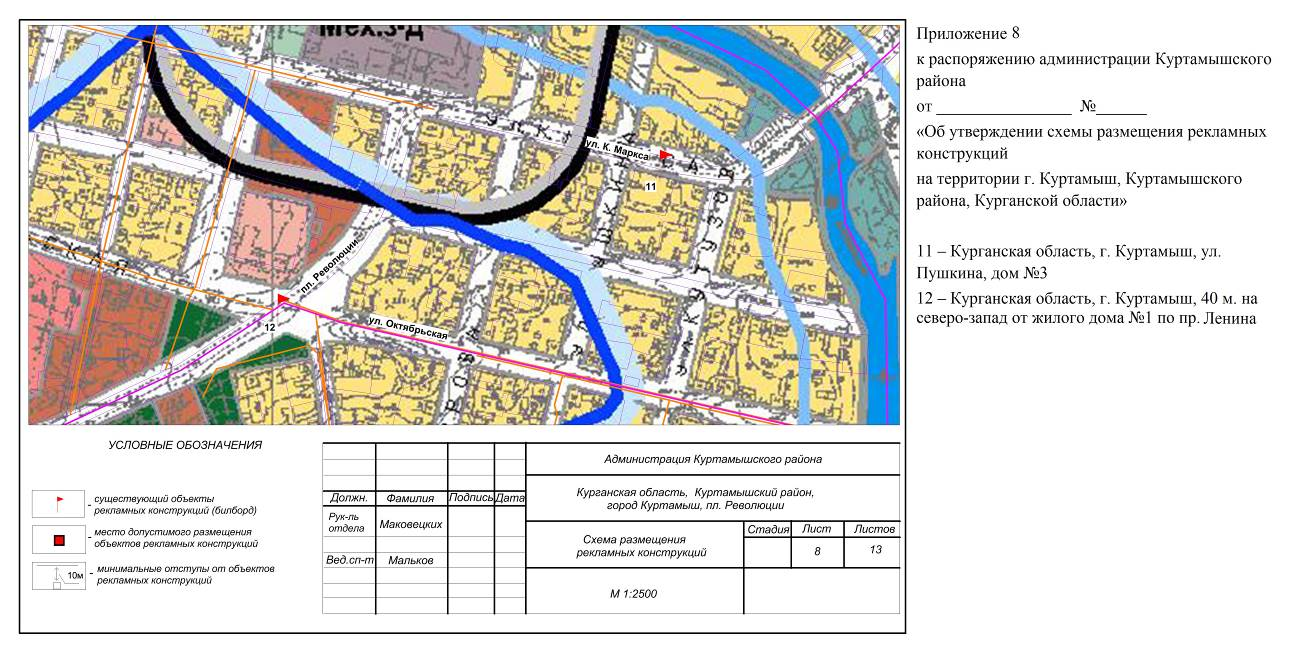 Мех.з-д
ул. К. Маркса
11
пл. Революции
12
ул. Октябрьская
УСЛОВНЫЕ ОБОЗНАЧЕНИЯ
- существующий объекты
рекламных конструкций (билборд)
- место допустимого размещения
объектов рекламных конструкций
10м
- минимальные отступы от объектов
рекламных конструкций
Должн. Фамилия Подпись Дата
Рук-ль
отдела
Маковецких
Вед.сп-т Мальков
Администрация Куртамышского района
Курганская область, Куртамышский район,
город Куртамыш, пл. Революции
Схема размещения
рекламных конструкций
Стадия Лист Листов
8 13
М 1:2500
Приложение 8
к распоряжению администрации Куртамышского
района
от ________________ №______
«Об утверждении схемы размещения рекламных
конструкций
на территории г. Куртамыш, Куртамышского
района, Курганской области»
11 – Курганская область, г. Куртамыш, ул.
Пушкина, дом №3
12 – Курганская область, г. Куртамыш, 40 м. на
северо-запад от жилого дома №1 по пр. Ленина